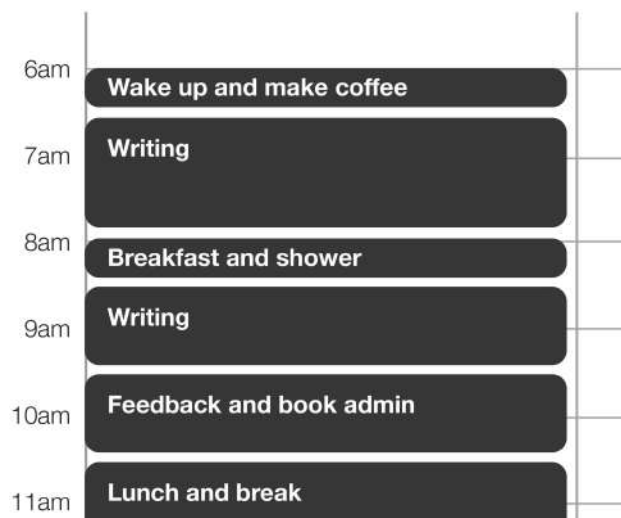 6am
Wake up and make coffee
Writing
7am
8am
Breakfast and shower
Writing
9am
Feedback and book admin
10am
Lunch and break
11am